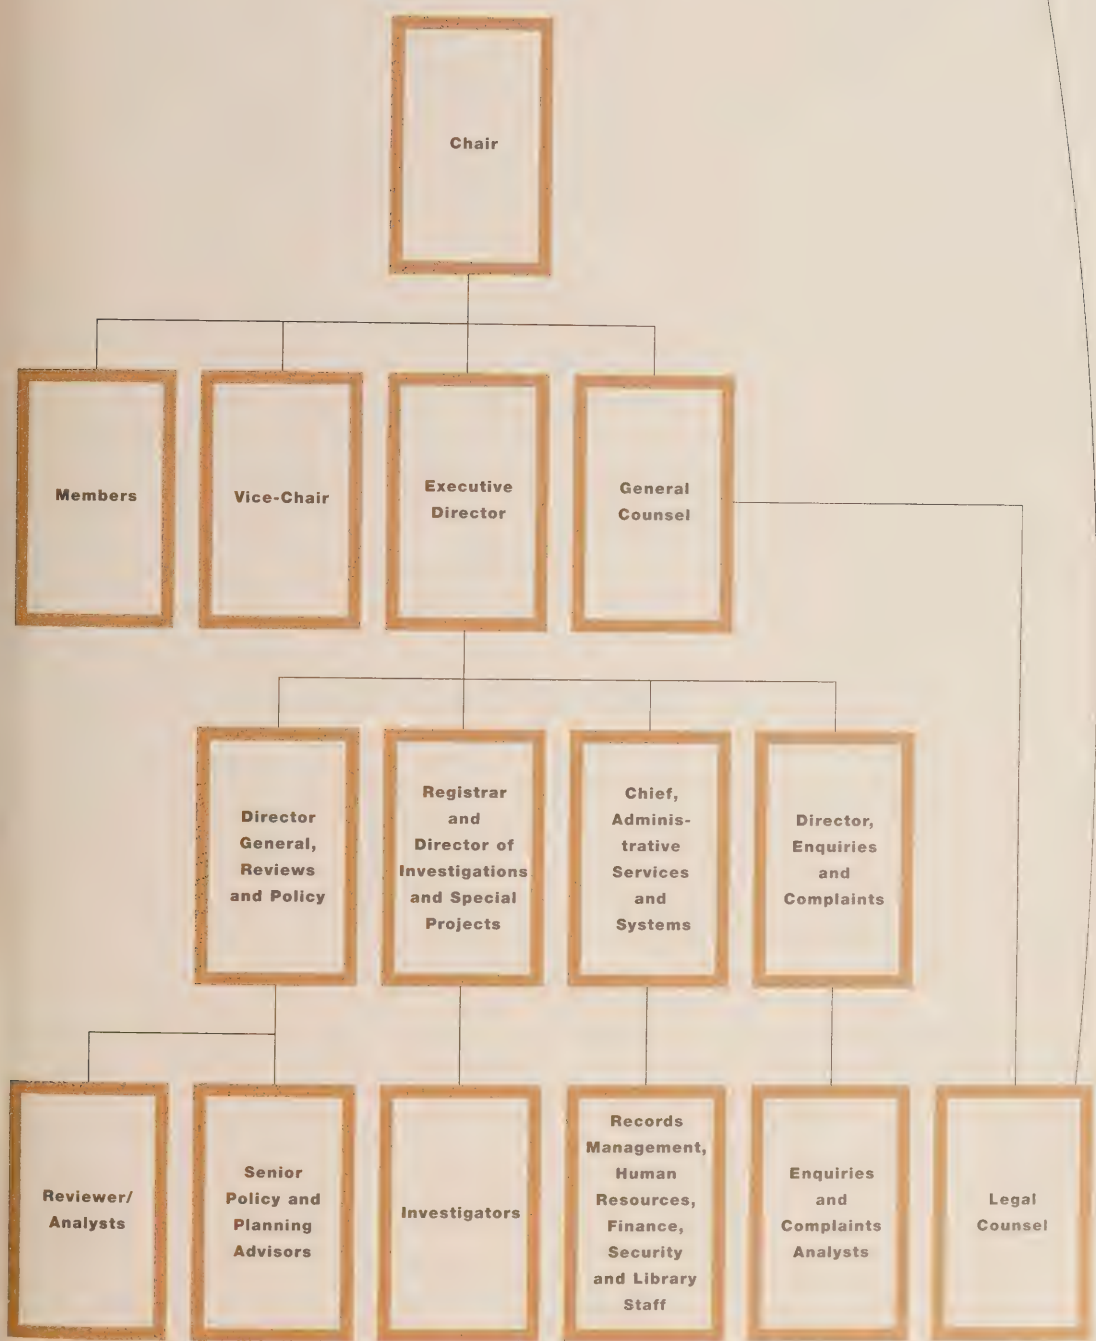 Chair
Members
Vice-Chair
Executive
Director
General
Counsel
Director
General,
Reviews
and Policy
Registrar
and
Director of
Investigations
and Special
Projects
Chief,
Adminis-
trative
Services
and
Systems
Director,
Enquiries
and
Complaints
Reviewer/
Analysts
Senior
Policy and
Planning
Advisors
Investigators
Records
Management,
Human
Resources,
Finance,
Security
and Library
Staff
Enquiries
and
Complaints
Analysts
Legal
Counsel